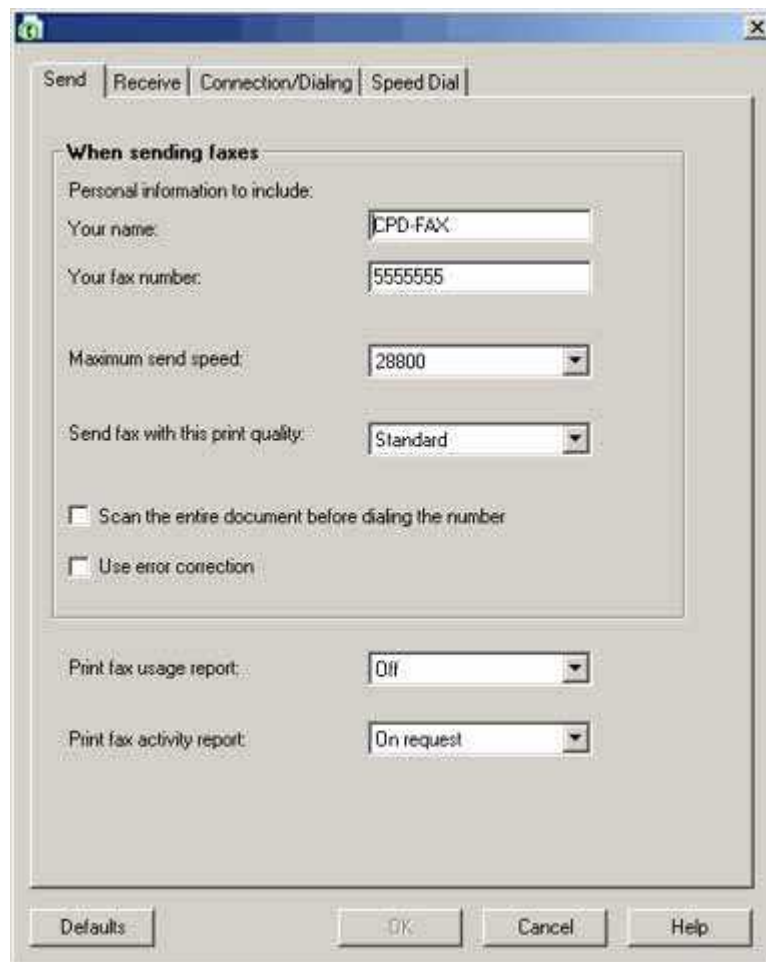 Send Receive Connection/Dialing Speed Dial
When sending faxes
Personal information to include:
Your name: CPD-FAX
Your fax number: 5555555
Maximum send speed: 28800
Send fax with this print quality: Standard
Scan the entire document before dialing the number
Use error correction
Print fax usage report: Off
Print fax activity report: On request
Defaults OK Cancel Help